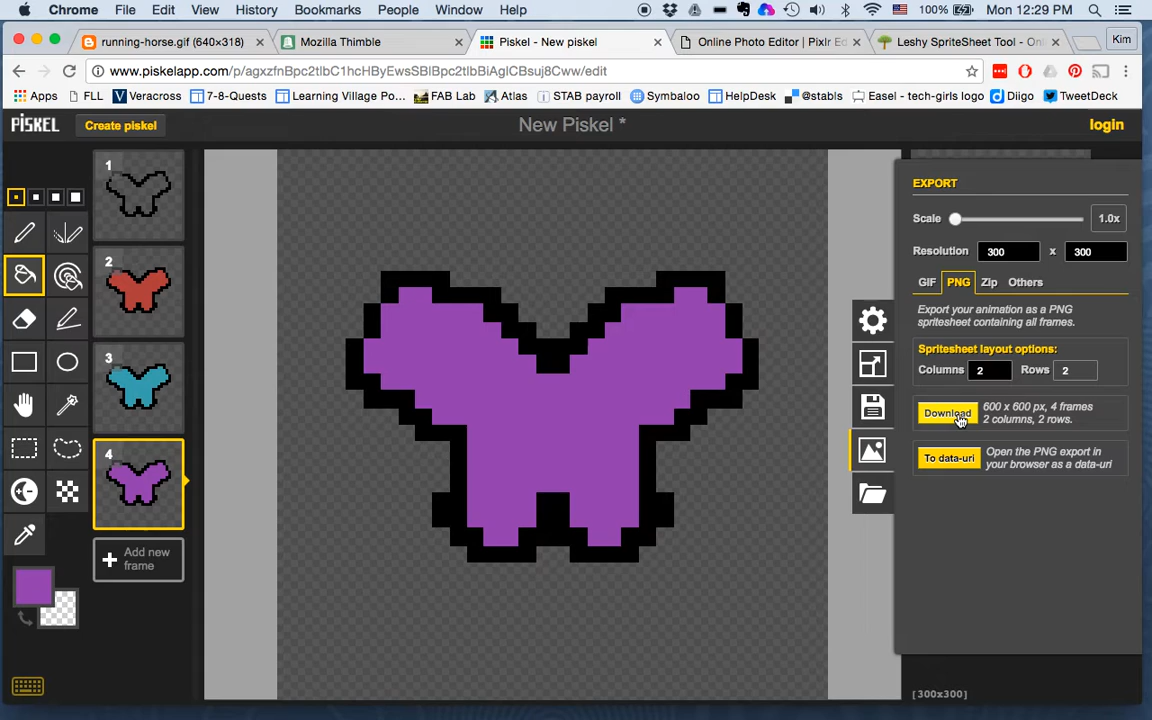 Chrome File Edit View History Bookmarks People Window Help 100% Mon 12:29 PM
running-horse.gif (640×348) Mozilla Thimble Piskel - New piskel Online Photo Editor | Pixlr E Leshy SpriteSheet Tool - Onl Kim
www.piskelapp.com/p/agxzfnBpc2tlbC1hcHByEwsSBlBpc2tlbBiAglCBsuj8Cww/edit
Apps FLL Veracross 7-8-Quests Learning Village Po... FAB Lab Atlas STAB payroll Symbaloo HelpDesk @stabls Easel - tech-girls logo Diigo TweetDeck
PISKEL Create piskel New Piskel * login
1
2
3
4
Add new
frame
EXPORT
Scale 1.0x
Resolution 300 x 300
GIF PNG Zip Others
Export your animation as a PNG
spritesheet containing all frames.
Spritesheet layout options:
Columns 2 Rows 2
Download 600 x 600 px, 4 frames
2 columns, 2 rows.
To data-uri Open the PNG export in
your browser as a data-uri
[300x300]